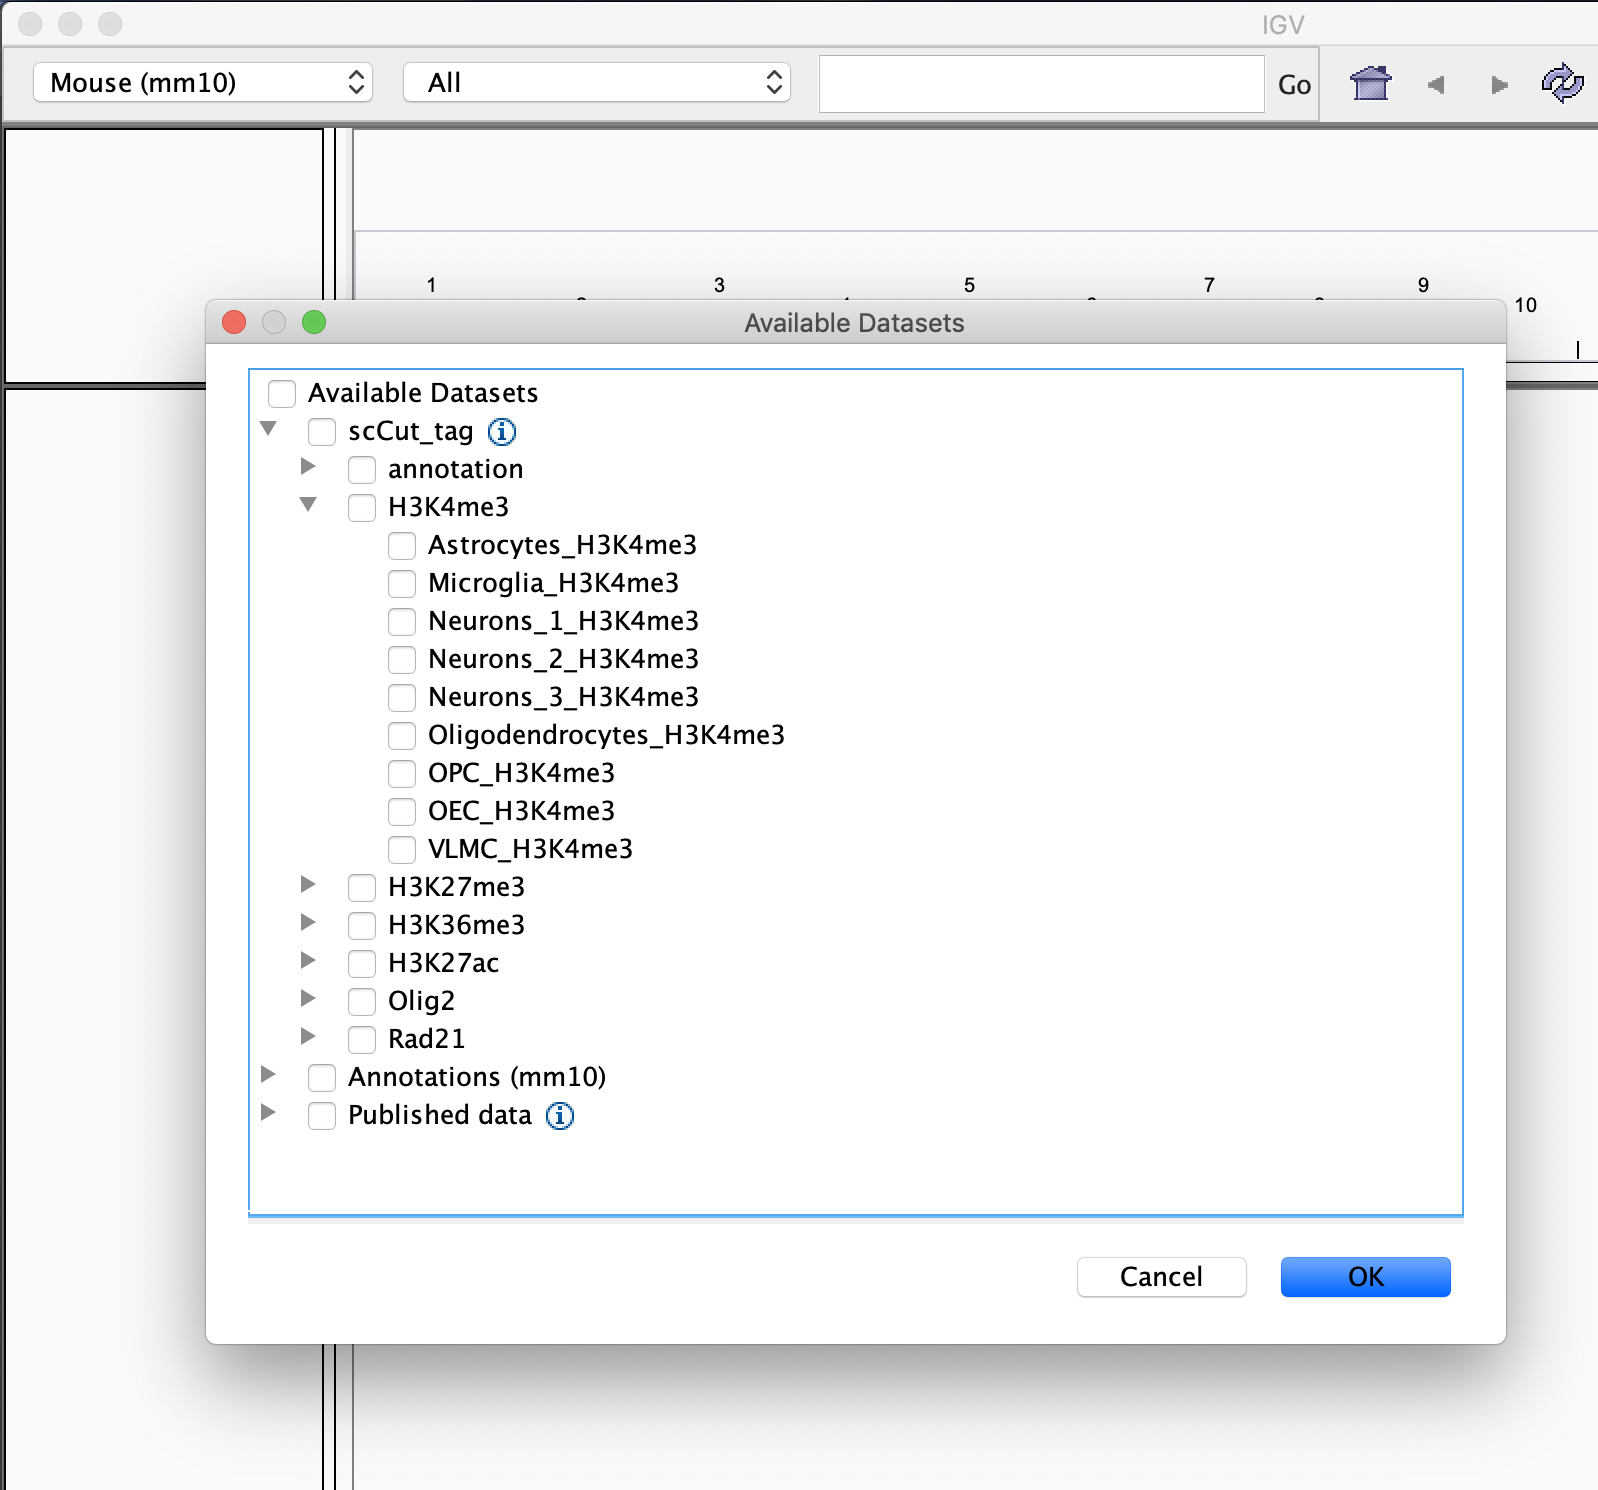 IGV
Mouse (mm10) All Go
1 3 5 7 9
10
Available Datasets
Available Datasets
scCut_tag
annotation
H3K4me3
Astrocytes_H3K4me3
Microglia_H3K4me3
Neurons_1_H3K4me3
Neurons_2_H3K4me3
Neurons_3_H3K4me3
Oligodendrocytes_H3K4me3
OPC_H3K4me3
OEC_H3K4me3
VLMC_H3K4me3
H3K27me3
H3K36me3
H3K27ac
Olig2
Rad21
Annotations (mm10)
Published data
Cancel OK